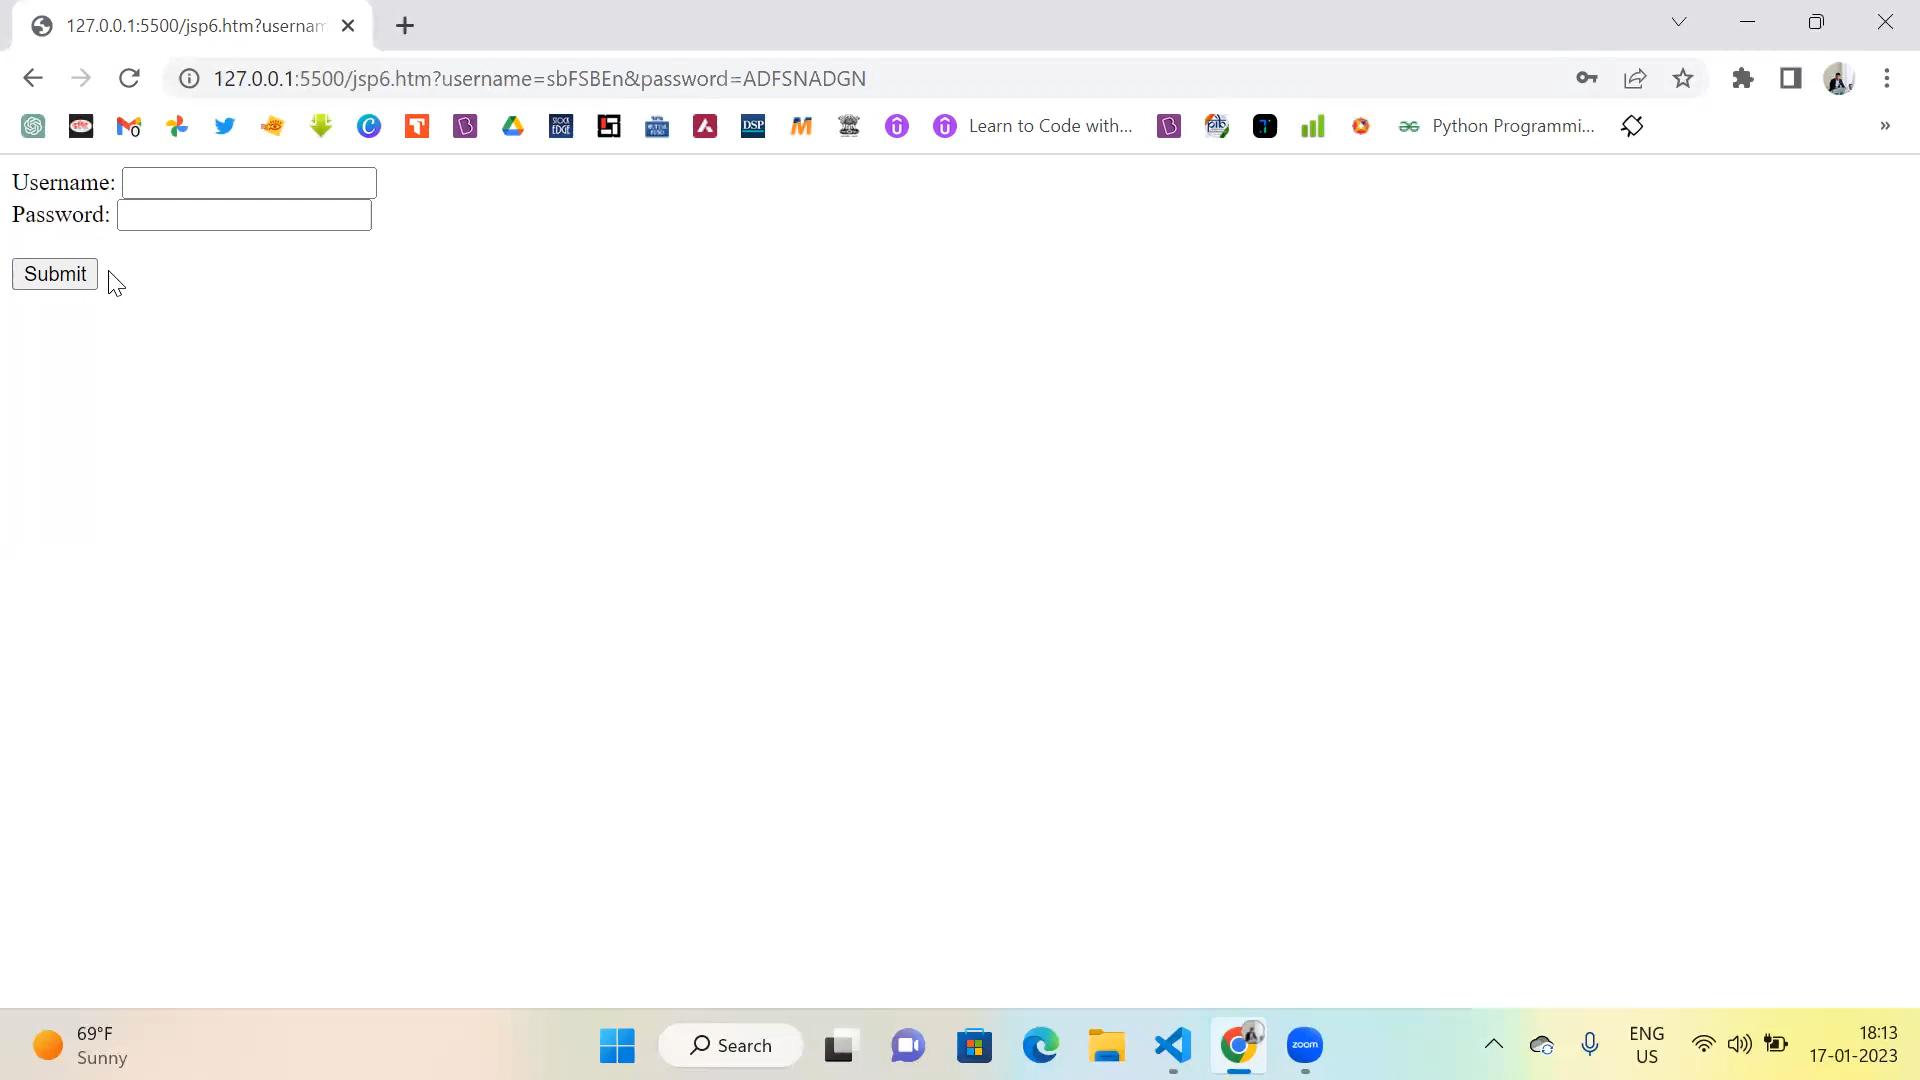 127.0.0.1:5500/jsp6.htm?usernam
127.0.0.1:5500/jsp6.htm?username=sbFSBEn&password=ADFSNADGN
Learn to Code with...
Python Programmi...
Username:
Password:
Submit
69°F
Sunny
Search
zoom
ENG
US
18:13
17-01-2023